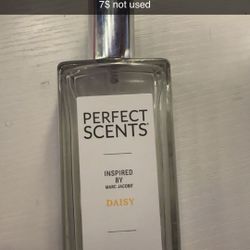 7$ not used
PERFECT
SCENTS®
INSPIRED
BY
MARC JACOBS'
DAISY